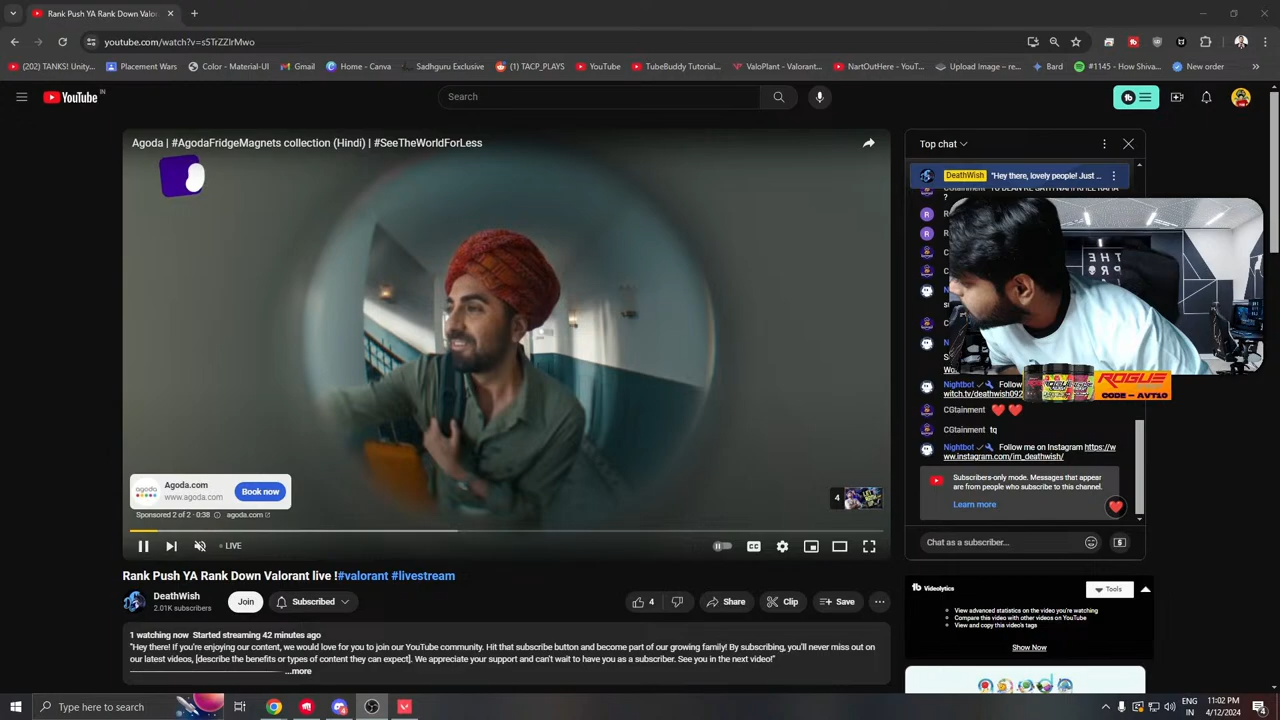 Rank Push YA Rank Down Valor
youtube.com/watch?v=s5TrZZlrMwo
(202) TANKS! Unity...
Placement Wars
Color - Material-UI
Gmail
Home - Canva
Sadhguru Exclusive
(1) TACP_PLAYS
YouTube
TubeBuddy Tutorial...
ValoPlant - Valoran...
NartOutHere - YouT...
Upload Image – re...
Bard
#1145 - How Shiva...
New order
YouTube IN
Search
Agoda | #AgodaFridgeMagnets collection (Hindi) | #SeeTheWorldForLess
Agoda.com
www.agoda.com
Book now
Sponsored 2 of 2 · 0:38
agoda.com
4
LIVE
CC
Rank Push YA Rank Down Valorant live !#valorant #livestream
DeathWish
2.01K subscribers
Join
Subscribed
4
Share
Clip
Save
1 watching now Started streaming 42 minutes ago
"Hey there! If you're enjoying our content, we would love for you to join our YouTube community. Hit that subscribe button and become part of our growing family! By subscribing, you'll never miss out on
our latest videos, [describe the benefits or types of content they can expect]. We appreciate your support and can't wait to have you as a subscriber. See you in the next video!"
...more
Top chat
DeathWish "Hey there, lovely people! Just ...
?
THE
ROGUE
CODE – AVT10
Nightbot Follow
witch.tv/deathwish092
CGtainment
CGtainment tq
Nightbot Follow me on Instagram https://w
ww.instagram.com/im_deathwish/
Subscribers-only mode. Messages that appear
are from people who subscribe to this channel.
Learn more
Chat as a subscriber...
Videolytics
Tools
View advanced statistics on the video you're watching
Compare this video with other videos on YouTube
View and copy this video's tags
Show Now
Type here to search
ENG
IN
11:02 PM
4/12/2024